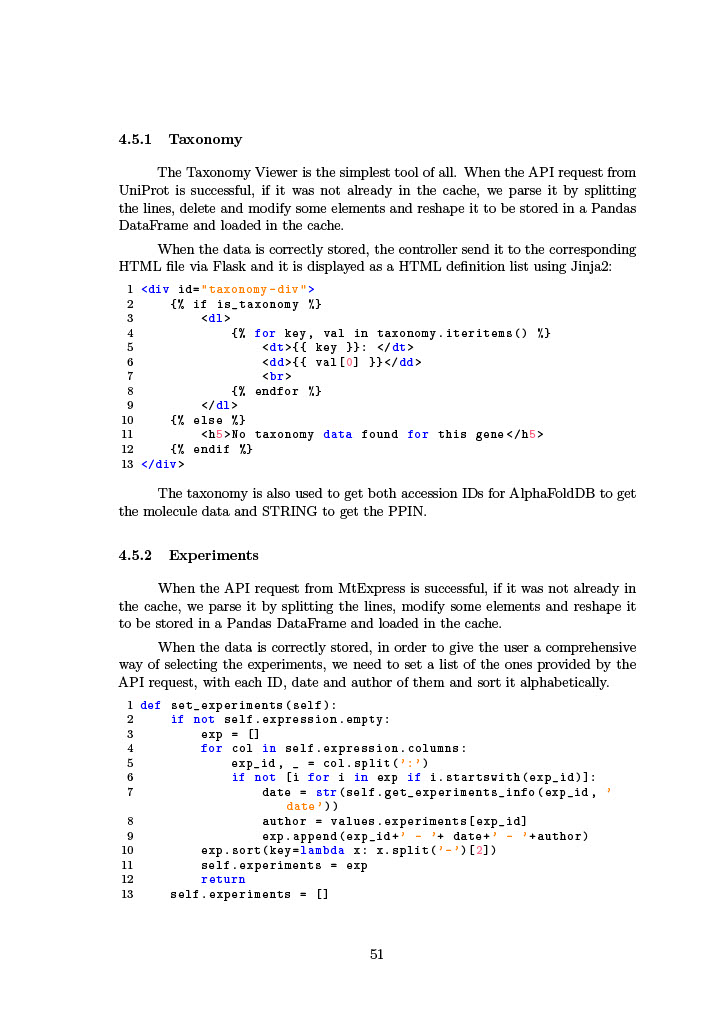 4.5.1 Taxonomy
The Taxonomy Viewer is the simplest tool of all. When the API request from
UniProt is successful, if it was not already in the cache, we parse it by splitting
the lines, delete and modify some elements and reshape it to be stored in a Pandas
DataFrame and loaded in the cache.
When the data is correctly stored, the controller send it to the corresponding
HTML file via Flask and it is displayed as a HTML definition list using Jinja2:
1 <div id="taxonomy-div">
2     {% if is_taxonomy %}
3         <dl>
4             {% for key, val in taxonomy.iteritems() %}
5                 <dt>{{ key }}: </dt>
6                 <dd>{{ val[0] }}</dd>
7                 <br>
8             {% endfor %}
9         </dl>
10     {% else %}
11         <h5>No taxonomy data found for this gene</h5>
12     {% endif %}
13 </div>
The taxonomy is also used to get both accession IDs for AlphaFoldDB to get
the molecule data and STRING to get the PPIN.
4.5.2 Experiments
When the API request from MtExpress is successful, if it was not already in
the cache, we parse it by splitting the lines, modify some elements and reshape it
to be stored in a Pandas DataFrame and loaded in the cache.
When the data is correctly stored, in order to give the user a comprehensive
way of selecting the experiments, we need to set a list of the ones provided by the
API request, with each ID, date and author of them and sort it alphabetically.
1 def set_experiments(self):
2     if not self.expression.empty:
3         exp = []
4         for col in self.expression.columns:
5             exp_id, _ = col.split(':')
6             if not [i for i in exp if i.startswith(exp_id)]:
7                 date = str(self.get_experiments_info(exp_id, '
date'))
8                 author = values.experiments[exp_id]
9                 exp.append(exp_id+' - '+ date+' - '+author)
10         exp.sort(key=lambda x: x.split('-')[2])
11         self.experiments = exp
12         return
13     self.experiments = []
51